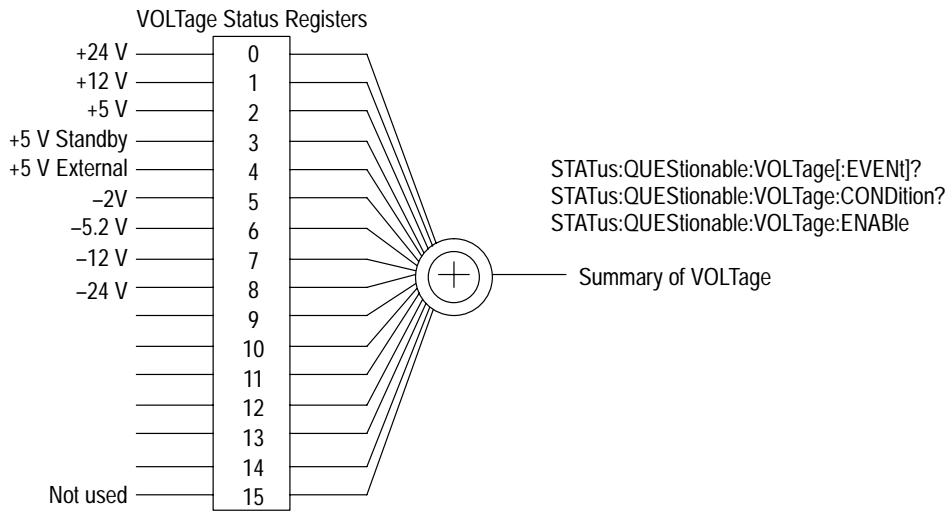 VOLTage Status Registers
+24 V 0
+12 V 1
+5 V 2
+5 V Standby 3
+5 V External 4
–2V 5
–5.2 V 6
–12 V 7
–24 V 8
9
10
11
12
13
14
Not used 15
STATus:QUEStionable:VOLTage[:EVENt]?
STATus:QUEStionable:VOLTage:CONDition?
STATus:QUEStionable:VOLTage:ENABle
+
Summary of VOLTage